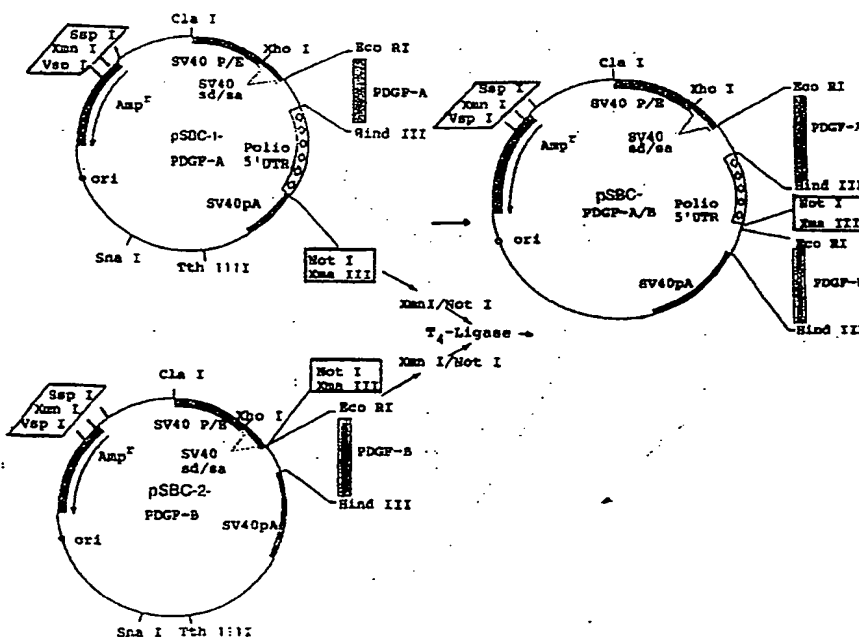 Cla I
Ssp I
Xmn I
Vsp I
SV40 P/E
Xho I
Eco RI
SV40
sd/sa
PDGF-A
Hind III
Amp r
pSBC-1-
PDGF-A
Polio
5'UTR
ori
SV40pA
Sna I
Tth IIII
Not I
Xma III
XmnI/Not I
T4-Ligase
Xmn I/Not I
Cla I
Ssp I
Xmn I
Vsp I
SV40 P/E
Xho I
Eco RI
SV40
sd/sa
PDGF-A
Hind III
Amp r
pSBC-
PDGF-A/B
Polio
5'UTR
Not I
Xma III
Eco RI
ori
SV40pA
Hind III
Cla I
Not I
Xma III
Ssp I
Xmn I
Vsp I
SV40 P/E
Xho I
Eco RI
SV40
sd/sa
PDGF-B
Hind III
Amp r
pSBC-2-
PDGF-B
SV40pA
ori
Sna I
Tth IIII